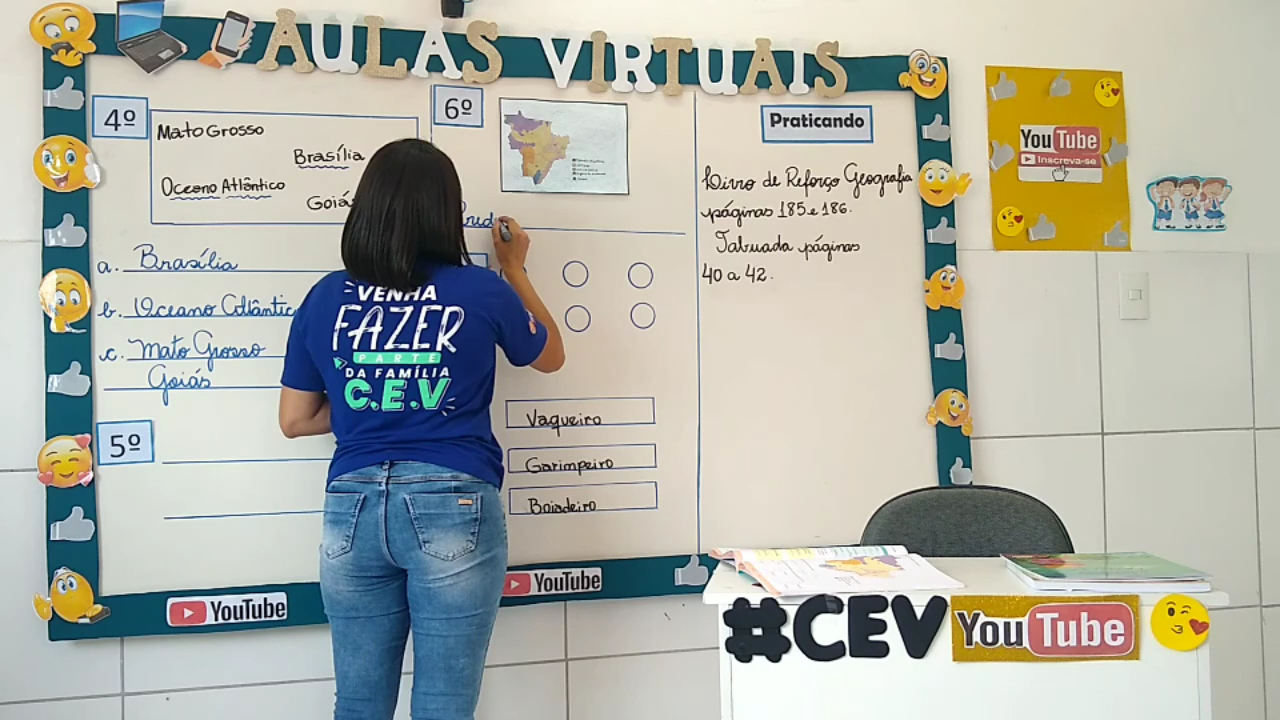 AULAS VIRTUAIS
4º
Mato Grosso
Brasília
Oceano Atlântico
a. Brasília
b. Oceano
c. Mato Grosso
Goiás
5º
6º
Vaqueiro
Garimpeiro
Boiadeiro
Praticando
Livro de Reforço Geografia
páginas 185 e 186.
Tabuada páginas
40 a 42.
VENHA
FAZER
PARTE
DA FAMÍLIA
C.E.V
YouTube
Inscreva-se
YouTube
YouTube
#CEV YouTube